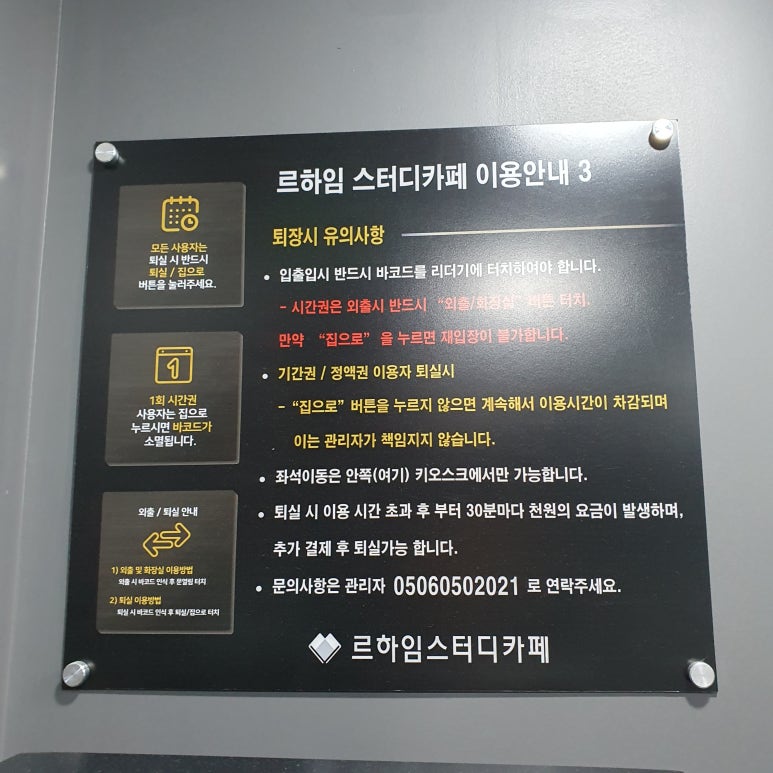 르하임 스터디카페 이용안내 3
모든 사용자는
퇴실 시 반드시
퇴실 / 집으로
버튼을 눌러주세요.
1
1회 시간권
사용자는 집으로
누르시면 바코드가
소멸됩니다.
외출 / 퇴실 안내
1) 외출 및 화장실 이용방법
외출 시 바코드 인식 후 문열림 터치
2) 퇴실 이용방법
퇴실 시 바코드 인식 후 퇴실/집으로 터치
퇴장시 유의사항
• 입출입시 반드시 바코드를 리더기에 터치하여야 합니다.
- 시간권은 외출시 반드시 “외출/화장실” 버튼 터치.
만약 “집으로” 을 누르면 재입장이 불가합니다.
• 기간권 / 정액권 이용자 퇴실시
- “집으로” 버튼을 누르지 않으면 계속해서 이용시간이 차감되며
이는 관리자가 책임지지 않습니다.
• 좌석이동은 안쪽(여기) 키오스크에서만 가능합니다.
• 퇴실 시 이용 시간 초과 후 부터 30분마다 천원의 요금이 발생하며,
추가 결제 후 퇴실가능 합니다.
• 문의사항은 관리자 05060502021 로 연락주세요.
르하임스터디카페